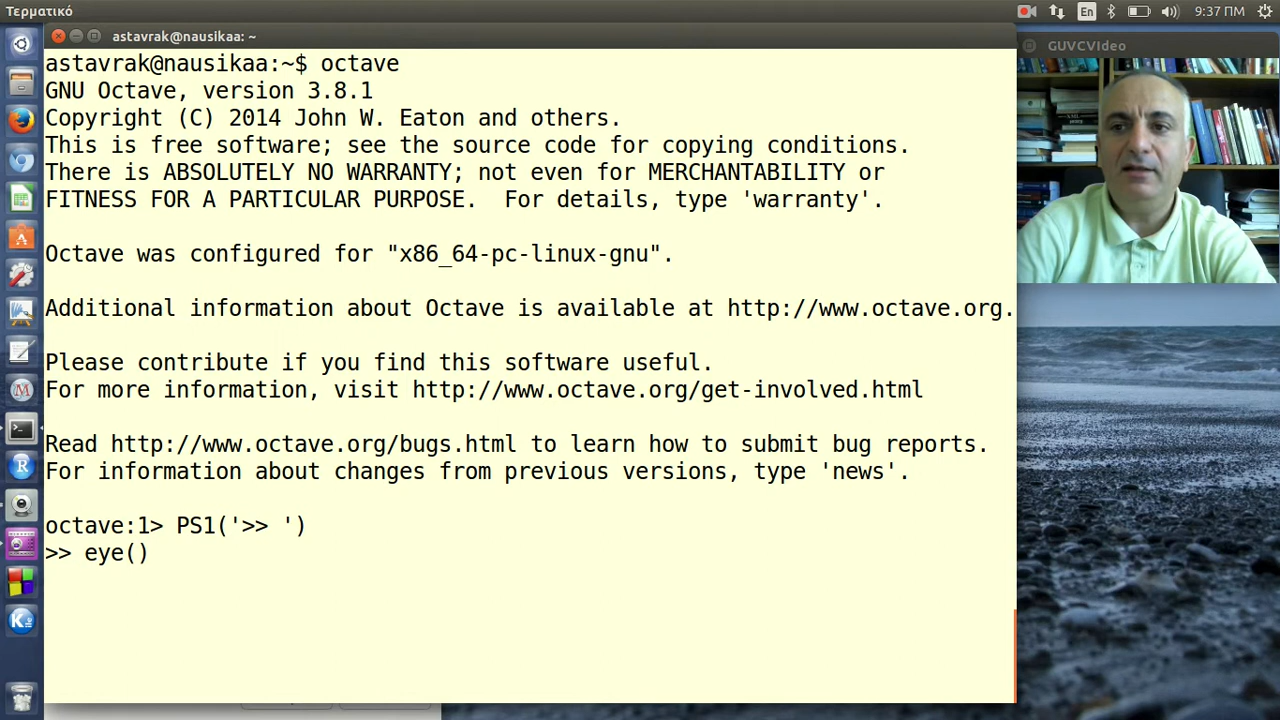 Τερματικό
En
9:37 ΠΜ
astavrak@nausikaa: ~
GUVCVIdeo
astavrak@nausikaa:~$ octave
GNU Octave, version 3.8.1
Copyright (C) 2014 John W. Eaton and others.
This is free software; see the source code for copying conditions.
There is ABSOLUTELY NO WARRANTY; not even for MERCHANTABILITY or
FITNESS FOR A PARTICULAR PURPOSE.  For details, type 'warranty'.
Octave was configured for "x86_64-pc-linux-gnu".
Additional information about Octave is available at http://www.octave.org.
Please contribute if you find this software useful.
For more information, visit http://www.octave.org/get-involved.html
Read http://www.octave.org/bugs.html to learn how to submit bug reports.
For information about changes from previous versions, type 'news'.
octave:1> PS1('>> ')
>> eye()